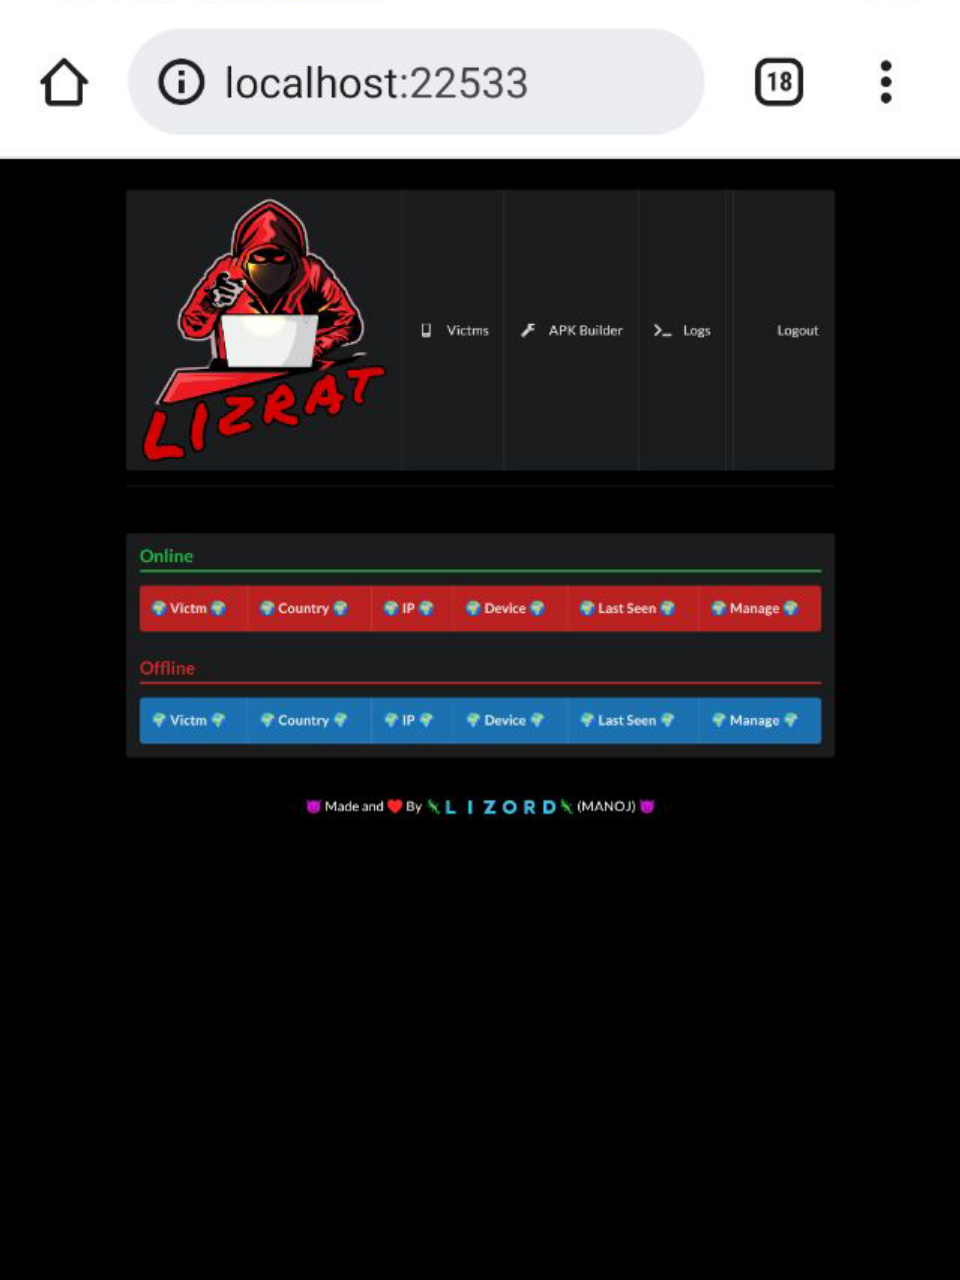 localhost:22533
18
LIZRAT
Victms
APK Builder
Logs
Logout
Online
Victm Country IP Device Last Seen Manage
Offline
Victm Country IP Device Last Seen Manage
😈 Made and ❤️ By 🦎 L I Z O R D 🦎 (MANOJ) 😈